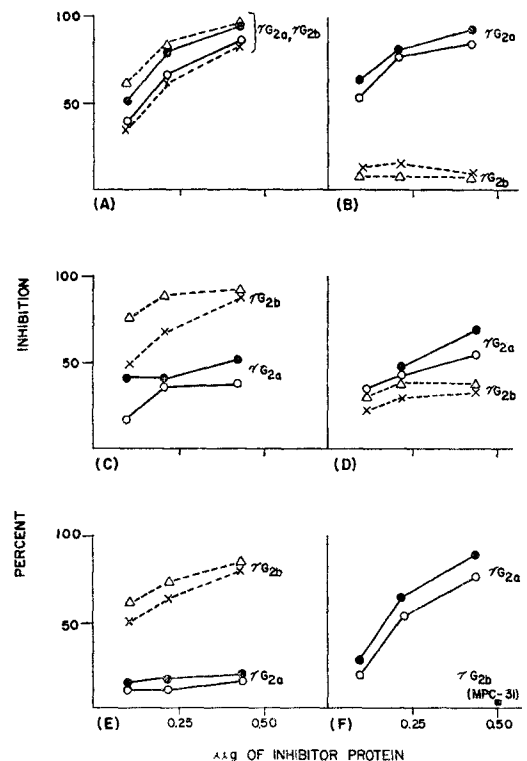 100
50
γG2a, γG2b
(A)
γG2a
γG2b
(B)
100
50
γG2b
γG2a
(C)
γG2a
γG2b
(D)
100
50
γG2b
γG2a
(E)
0.25
0.50
γG2a
γG2b
(MPC-31)
(F)
0.25
0.50
PERCENT INHIBITION
μg OF INHIBITOR PROTEIN